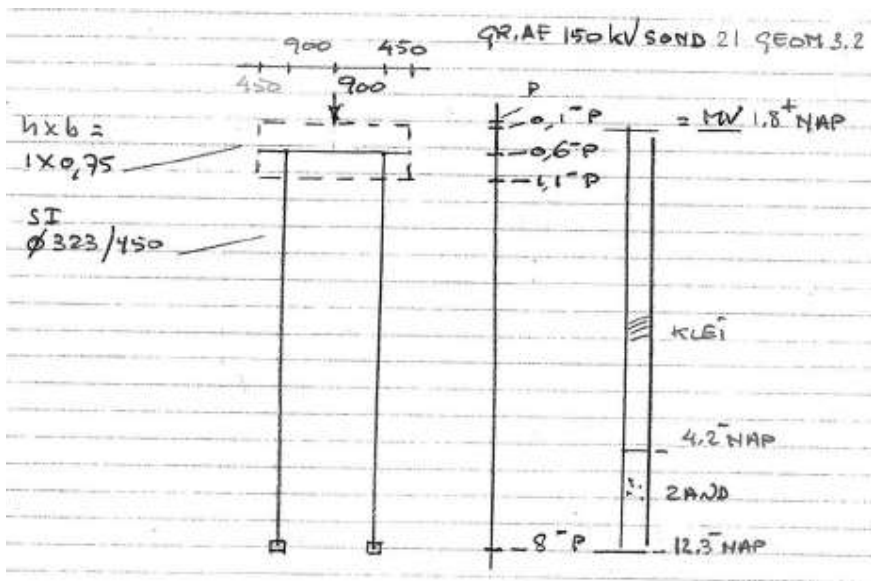 GR.AF 150 kV SOND 21 GEOM 3.2
900 450
450 900
P
h x b =
1 x 0,75
0,1⁻P
= MV 1.8⁺ NAP
0,6⁻P
1,1⁻P
SI
Ø 323/450
KLEI
4.2⁻ NAP
ZAND
8⁻P
12.3⁻ NAP